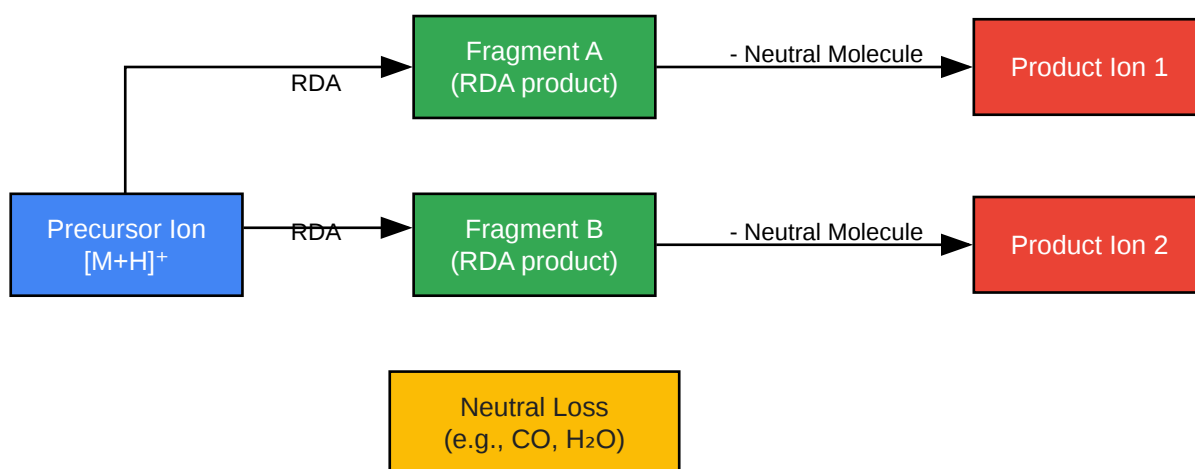 Fragment A
(RDA product)
- Neutral Molecule
Product Ion 1
RDA
Precursor Ion
[M+H]⁺
RDA
Fragment B
(RDA product)
- Neutral Molecule
Product Ion 2
Neutral Loss
(e.g., CO, H₂O)